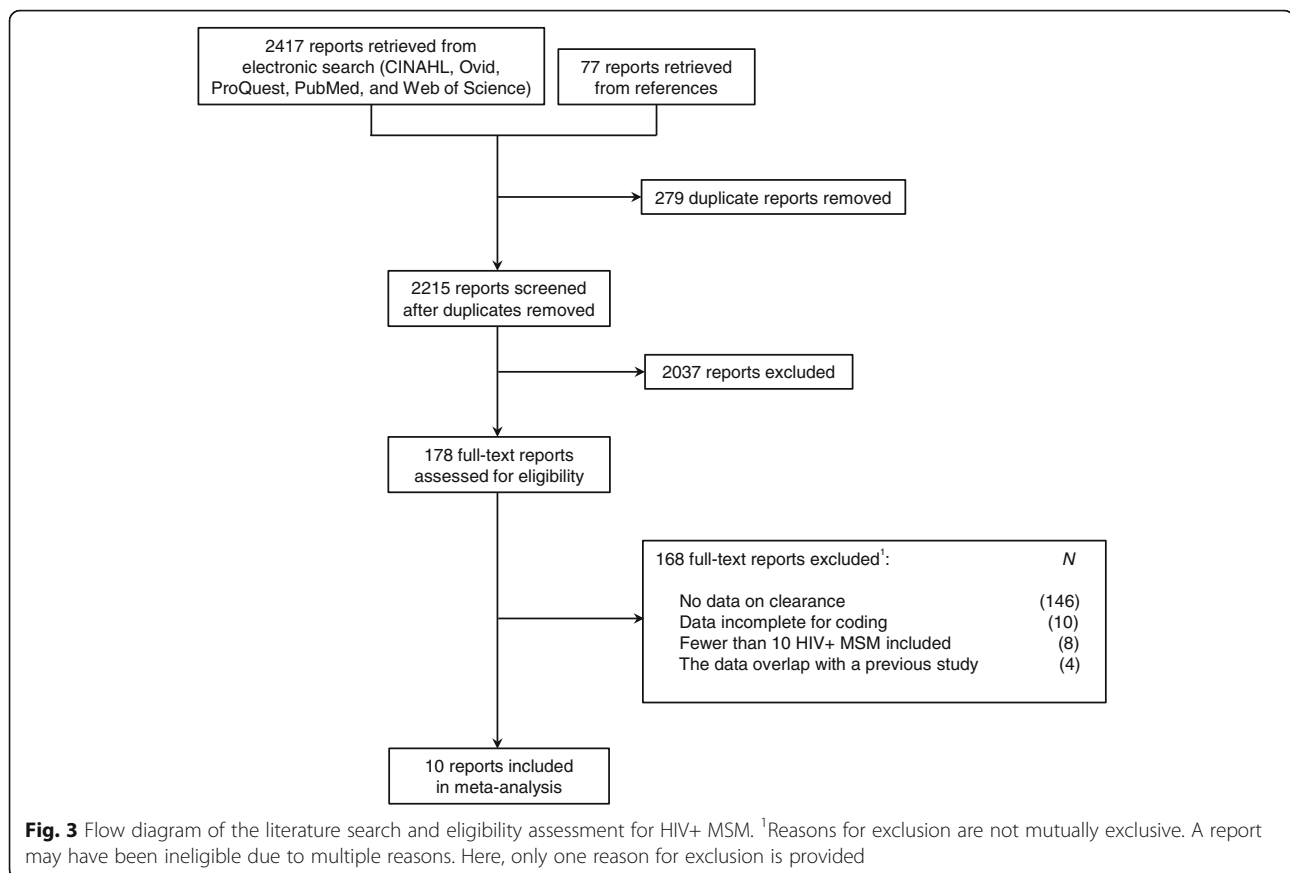 2417 reports retrieved from
electronic search (CINAHL, Ovid,
ProQuest, PubMed, and Web of Science)
77 reports retrieved
from references
279 duplicate reports removed
2215 reports screened
after duplicates removed
2037 reports excluded
178 full-text reports
assessed for eligibility
168 full-text reports excluded¹: N
No data on clearance (146)
Data incomplete for coding (10)
Fewer than 10 HIV+ MSM included (8)
The data overlap with a previous study (4)
10 reports included
in meta-analysis
Fig. 3 Flow diagram of the literature search and eligibility assessment for HIV+ MSM. ¹Reasons for exclusion are not mutually exclusive. A report
may have been ineligible due to multiple reasons. Here, only one reason for exclusion is provided